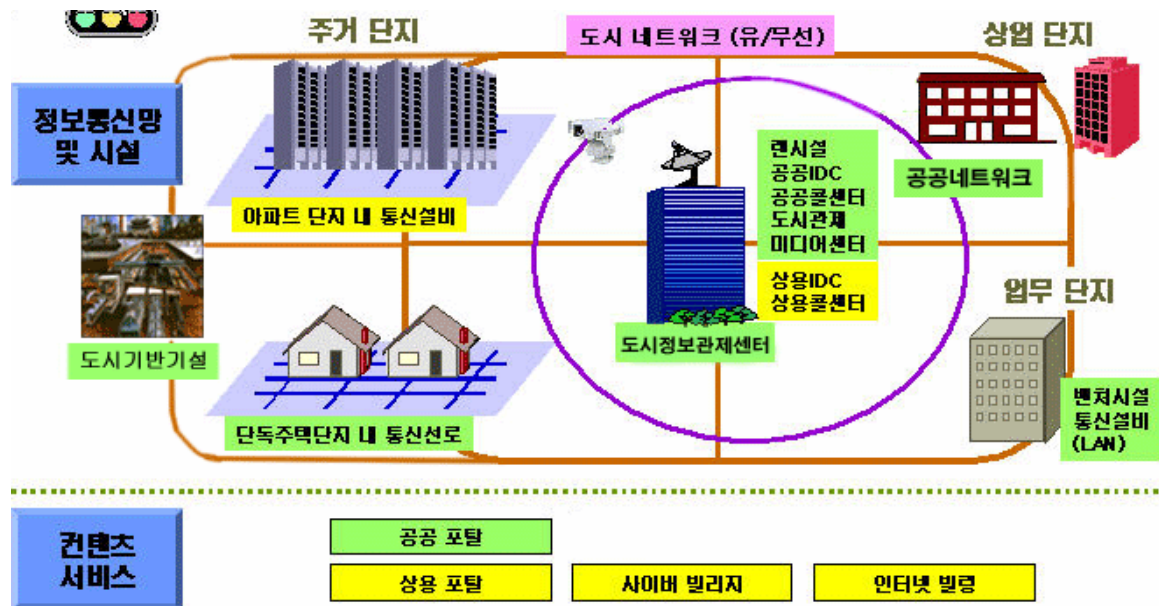 주거 단지
도시 네트워크 (유/무선)
상업 단지
정보통신망
및 시설
랜시설
공공IDC
공공콜센터
도시관제
미디어센터
공공네트워크
아파트 단지 내 통신설비
상용IDC
상용콜센터
업무 단지
도시기반기설
도시정보관제센터
단독주택단지 내 통신선로
벤처시설
통신설비
(LAN)
컨텐츠
서비스
공공 포탈
상용 포탈
사이버 빌리지
인터넷 빌링